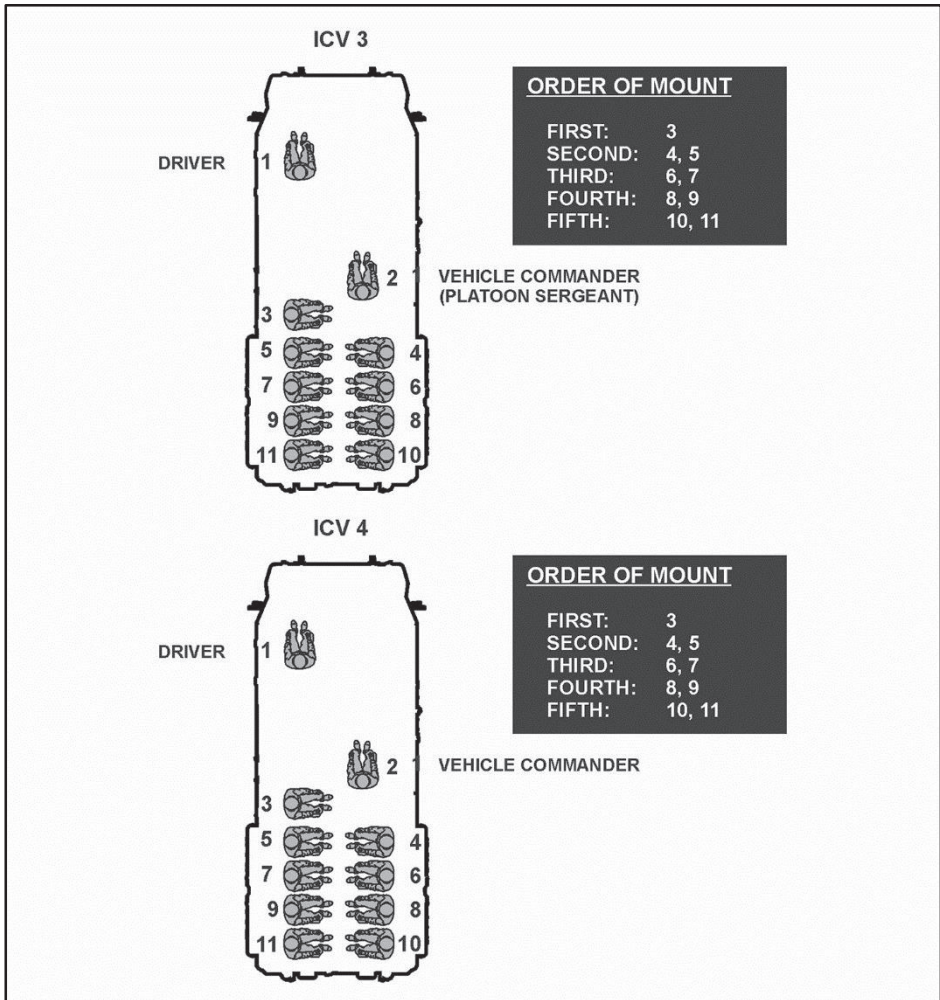 ICV 3
ORDER OF MOUNT
FIRST: 3
SECOND: 4, 5
THIRD: 6, 7
FOURTH: 8, 9
FIFTH: 10, 11
DRIVER 1
2 VEHICLE COMMANDER
(PLATOON SERGEANT)
3
5 4
7 6
9 8
11 10
ICV 4
ORDER OF MOUNT
FIRST: 3
SECOND: 4, 5
THIRD: 6, 7
FOURTH: 8, 9
FIFTH: 10, 11
DRIVER 1
2 VEHICLE COMMANDER
3
5 4
7 6
9 8
11 10